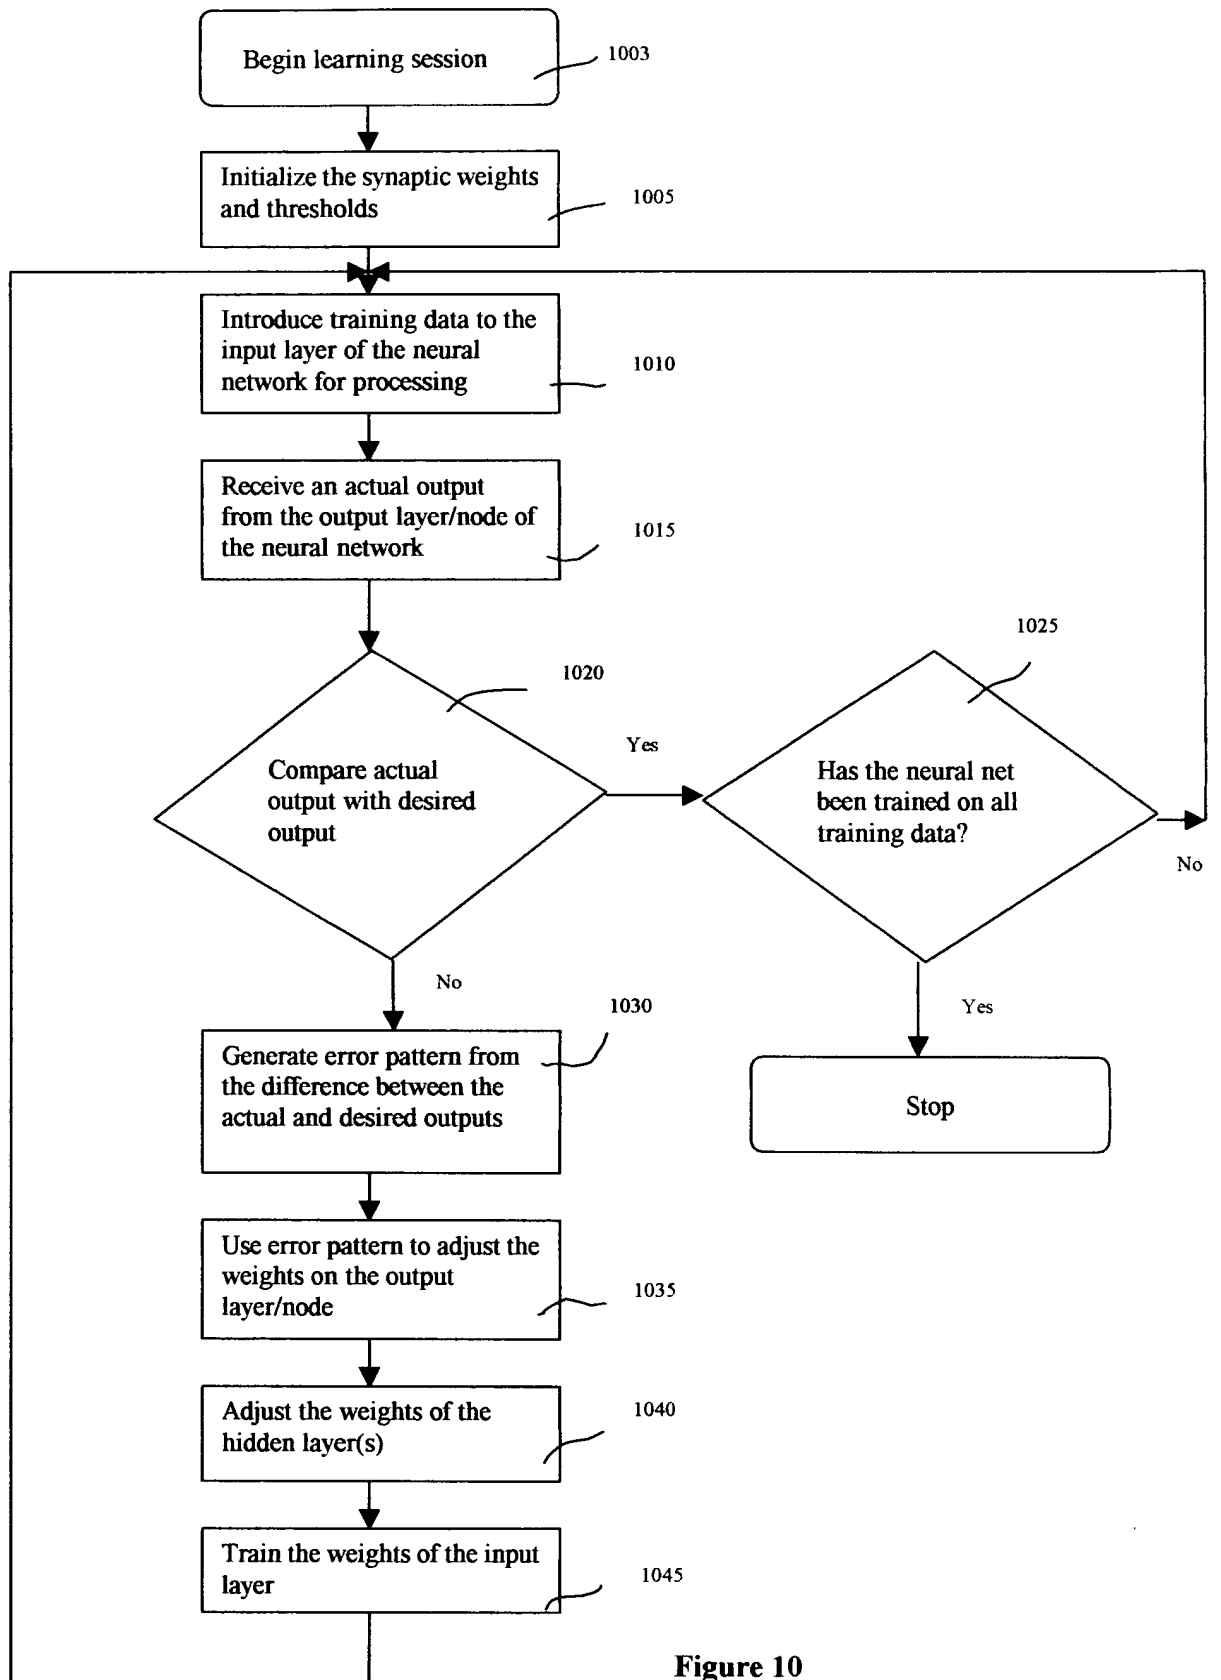 Begin learning session
1003
Initialize the synaptic weights
and thresholds
1005
Introduce training data to the
input layer of the neural
network for processing
1010
Receive an actual output
from the output layer/node of
the neural network
1015
1020
1025
Compare actual
output with desired
output
Yes
Has the neural net
been trained on all
training data?
No
No
Yes
1030
Generate error pattern from
the difference between the
actual and desired outputs
Stop
Use error pattern to adjust the
weights on the output
layer/node
1035
Adjust the weights of the
hidden layer(s)
1040
Train the weights of the input
layer
1045
Figure 10